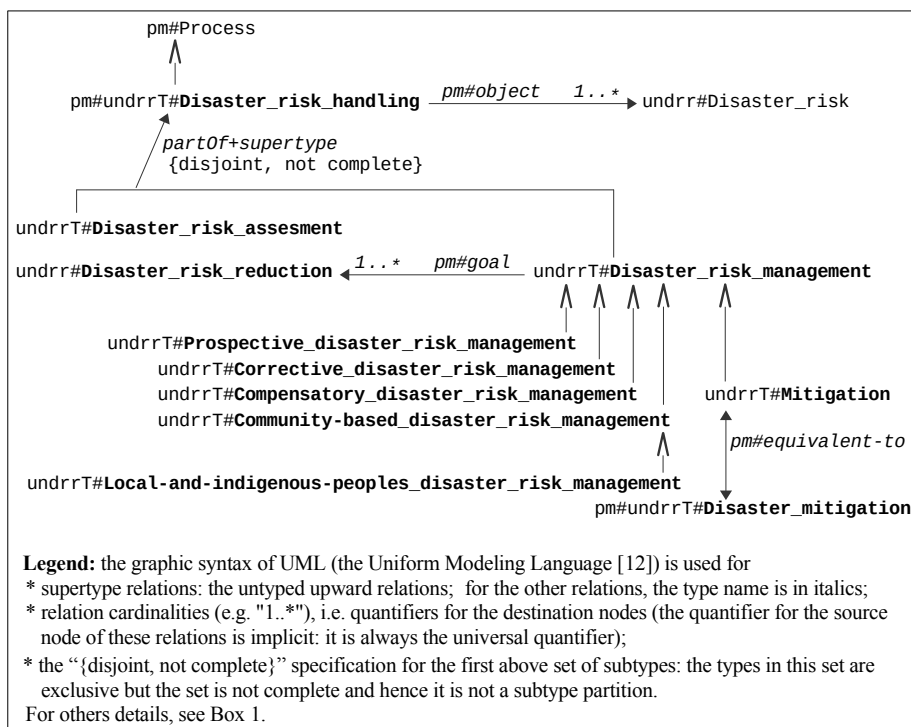 pm#Process
pm#undrrT#Disaster_risk_handling pm#object 1..* undrr#Disaster_risk
partOf+supertype
{disjoint, not complete}
undrrT#Disaster_risk_assesment
undrr#Disaster_risk_reduction 1..* pm#goal undrrT#Disaster_risk_management
undrrT#Prospective_disaster_risk_management
undrrT#Corrective_disaster_risk_management
undrrT#Compensatory_disaster_risk_management undrrT#Mitigation
undrrT#Community-based_disaster_risk_management
pm#equivalent-to
undrrT#Local-and-indigenous-peoples_disaster_risk_management
pm#undrrT#Disaster_mitigation
Legend: the graphic syntax of UML (the Uniform Modeling Language [12]) is used for
* supertype relations: the untyped upward relations; for the other relations, the type name is in italics;
* relation cardinalities (e.g. "1..*"), i.e. quantifiers for the destination nodes (the quantifier for the source
node of these relations is implicit: it is always the universal quantifier);
* the “{disjoint, not complete}” specification for the first above set of subtypes: the types in this set are
exclusive but the set is not complete and hence it is not a subtype partition.
For others details, see Box 1.